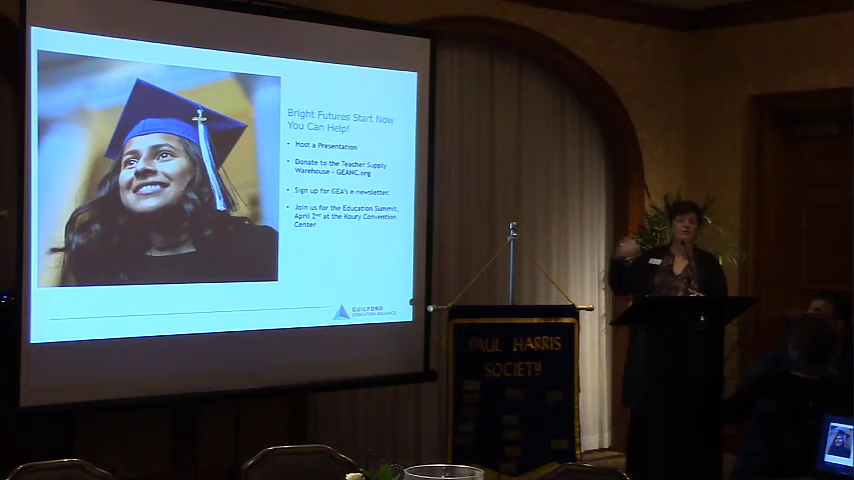 Bright Futures Start Now
You Can Help!
• Host a Presentation
• Donate to the Teacher Supply
Warehouse - GEANC.org
• Sign up for GEA's e-newsletter.
• Join us for the Education Summit,
April 2nd at the Koury Convention
Center
GUILFORD
EDUCATION ALLIANCE
PAUL HARRIS
SOCIETY